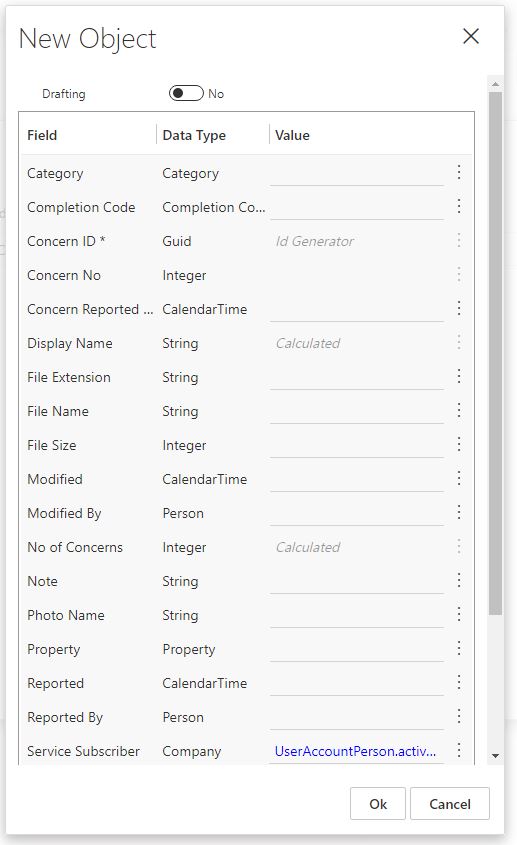 New Object
Drafting No
Field Data Type Value
Category Category
Completion Code Completion Co...
Concern ID * Guid Id Generator
Concern No Integer
Concern Reported ... CalendarTime
Display Name String Calculated
File Extension String
File Name String
File Size Integer
Modified CalendarTime
Modified By Person
No of Concerns Integer Calculated
Note String
Photo Name String
Property Property
Reported CalendarTime
Reported By Person
Service Subscriber Company UserAccountPerson.activ...
Ok Cancel